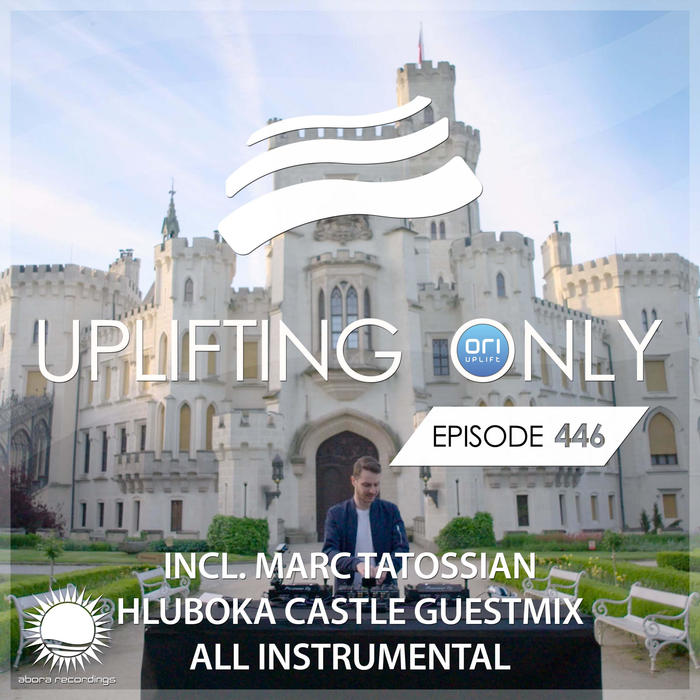 UPLIFTING ONLY
ORI
UPLIFT
EPISODE 446
INCL. MARC TATOSSIAN
HLUBOKA CASTLE GUESTMIX
ALL INSTRUMENTAL
abora recordings